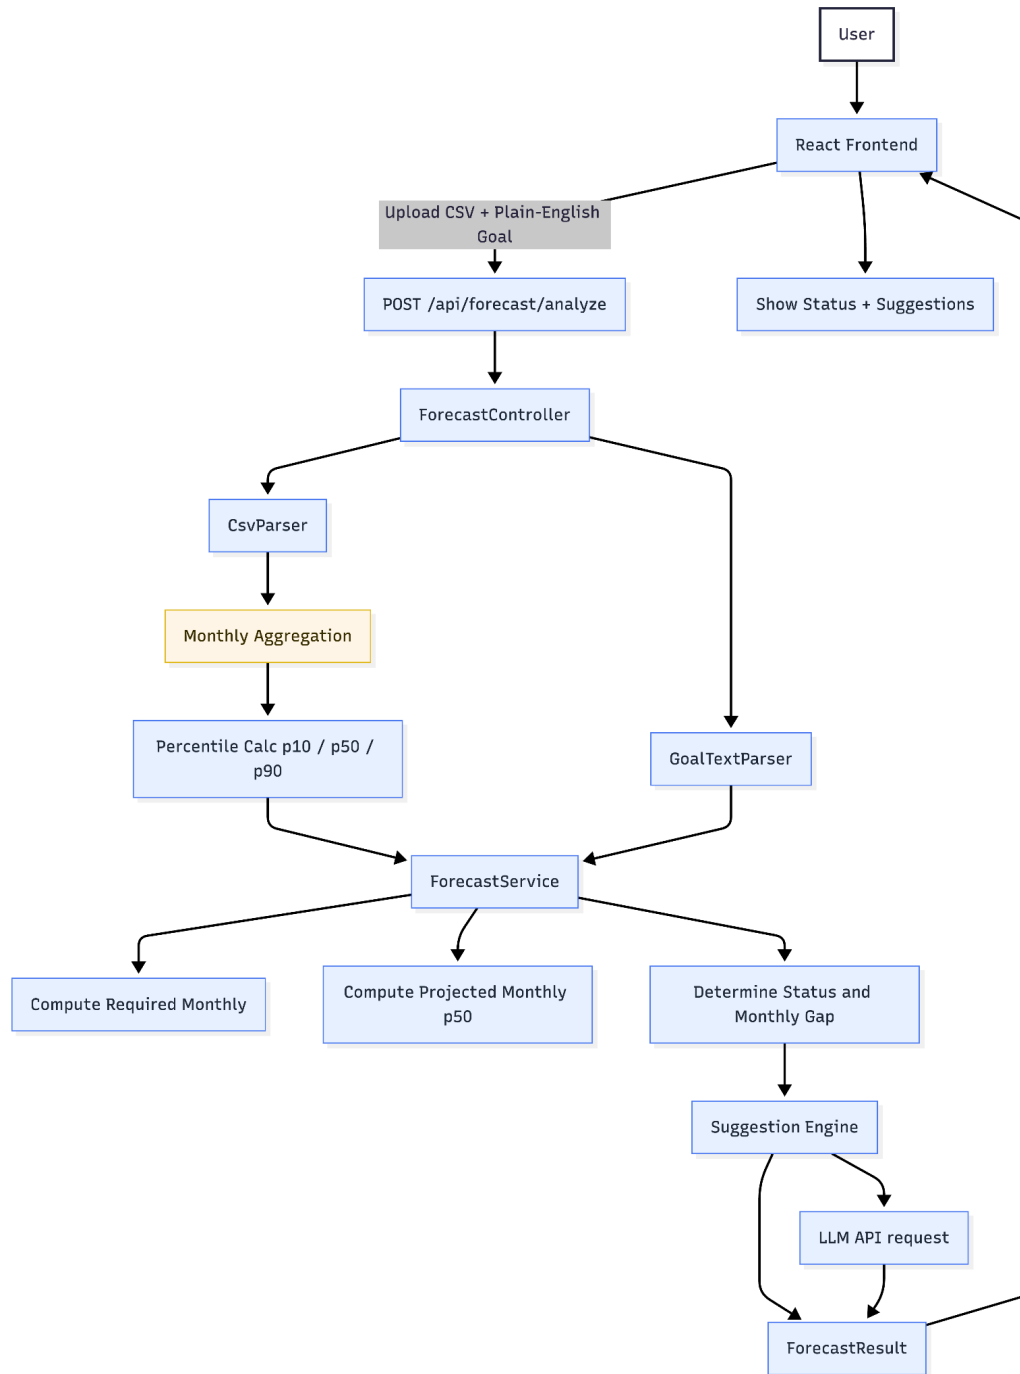 User
React Frontend
Upload CSV + Plain-English
Goal
POST /api/forecast/analyze
Show Status + Suggestions
ForecastController
CsvParser
Monthly Aggregation
Percentile Calc p10 / p50 /
p90
GoalTextParser
ForecastService
Compute Required Monthly
Compute Projected Monthly
p50
Determine Status and
Monthly Gap
Suggestion Engine
LLM API request
ForecastResult